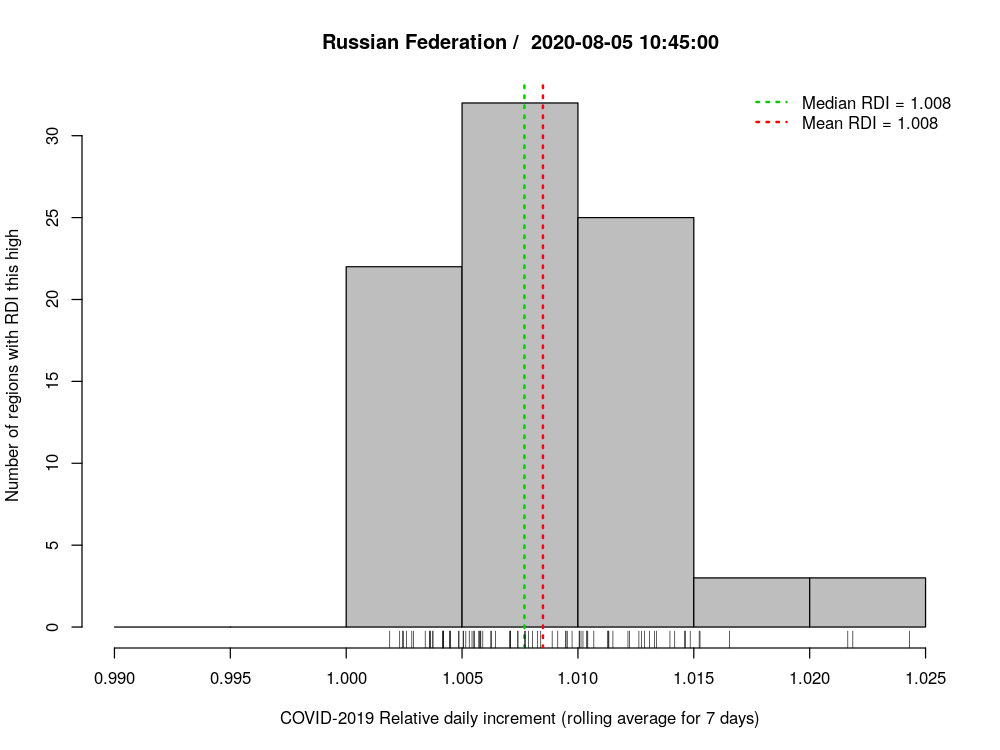 Russian Federation /  2020-08-05 10:45:00
Median RDI = 1.008
Mean RDI = 1.008
Number of regions with RDI this high
30
25
20
15
10
5
0
0.990 0.995 1.000 1.005 1.010 1.015 1.020 1.025
COVID-2019 Relative daily increment (rolling average for 7 days)